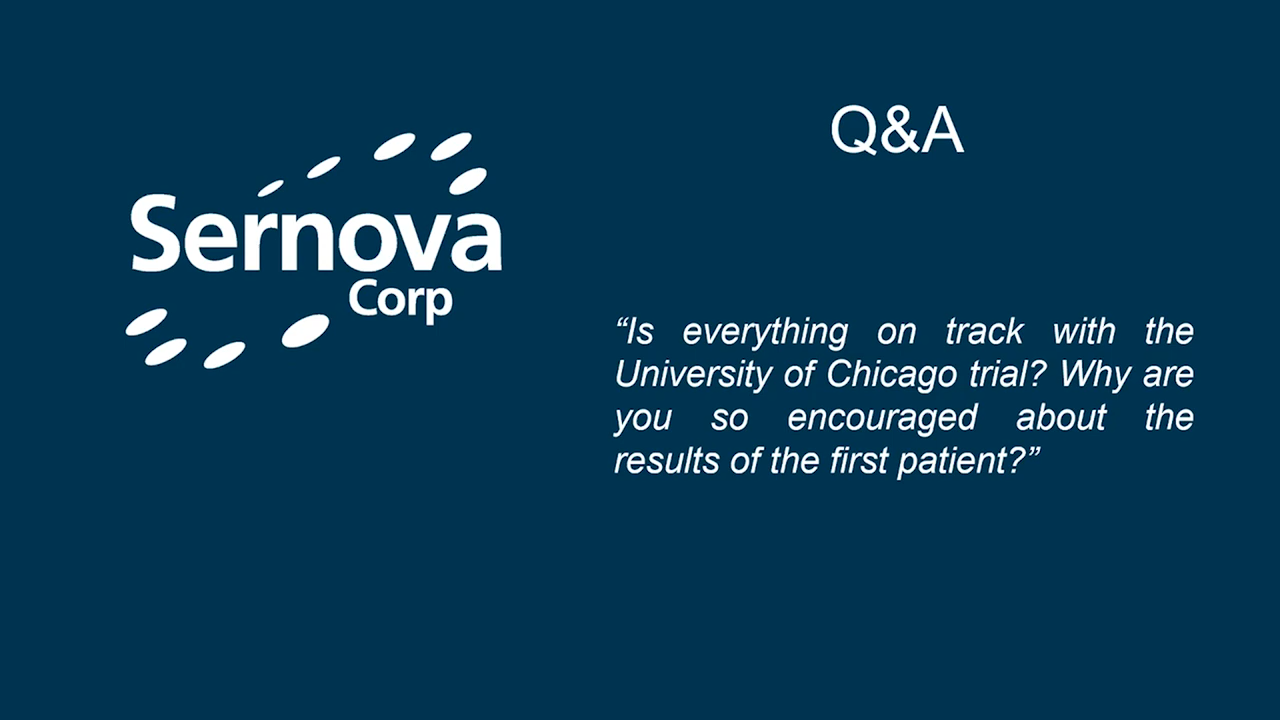 Sernova
Corp
Q&A
“Is everything on track with the
University of Chicago trial? Why are
you so encouraged about the
results of the first patient?”